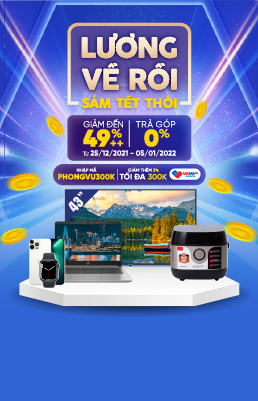 LƯƠNG
VỀ RỒI
SẮM TẾT THÔI
GIẢM ĐẾN
49%++
TRẢ GÓP
0%
TỪ 25/12/2021 - 05/01/2022
NHẬP MÃ
PHONGVU300K
GIẢM THÊM 3%
TỐI ĐA 300K
43"